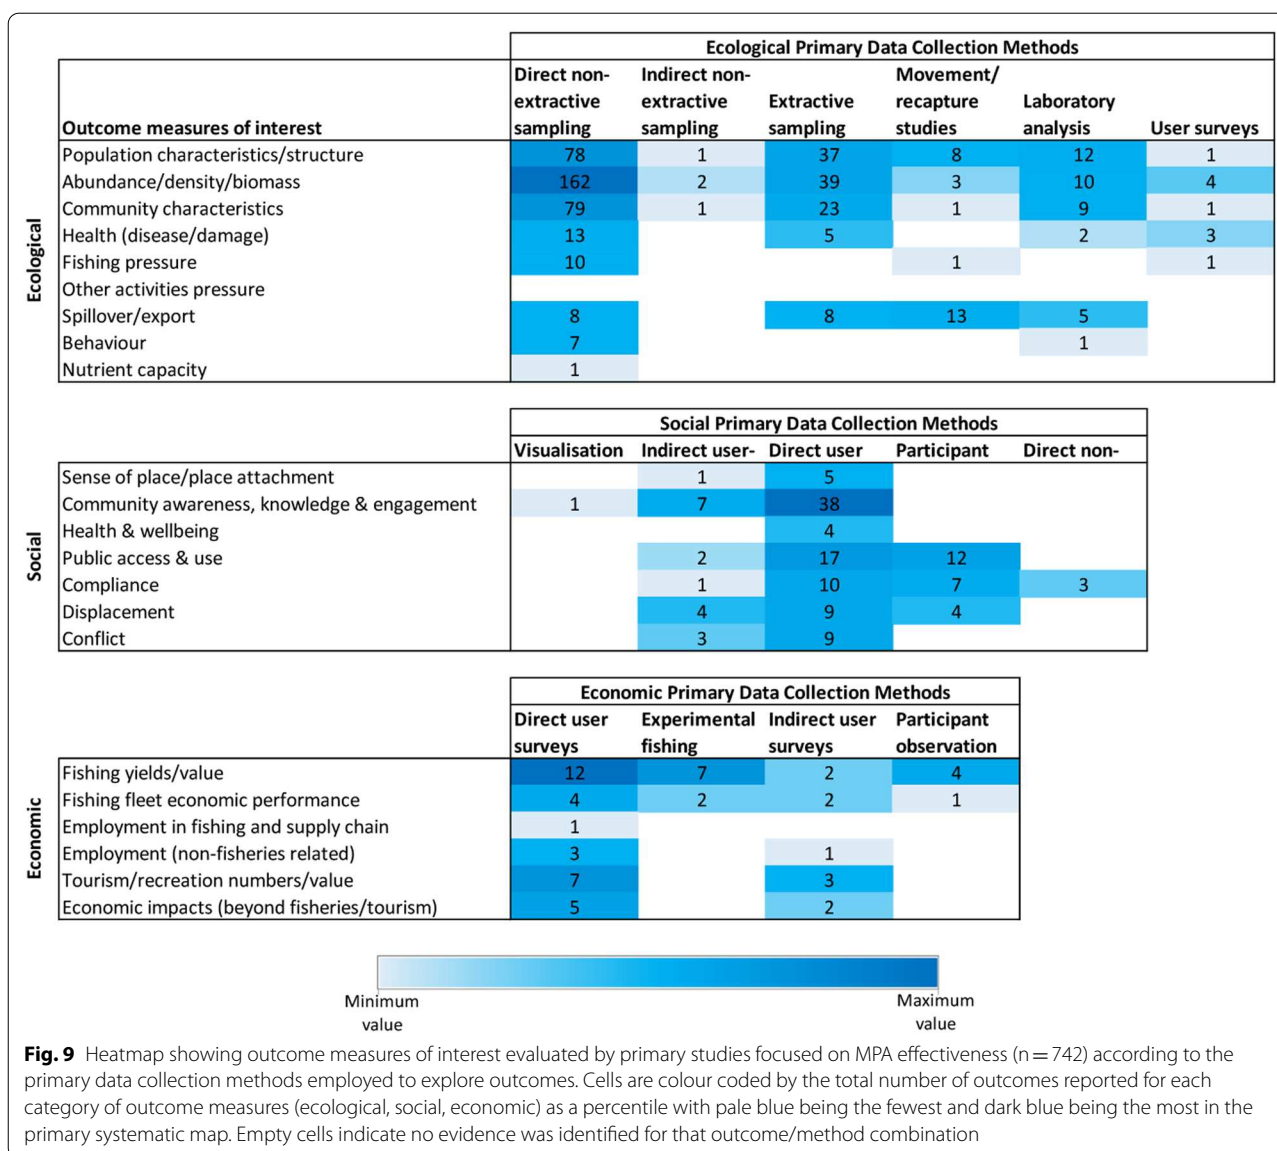 Ecological Primary Data Collection Methods
Outcome measures of interest Direct non-extractive sampling Indirect non-extractive sampling Extractive sampling Movement/recapture studies Laboratory analysis User surveys
Ecological
Population characteristics/structure 78 1 37 8 12 1
Abundance/density/biomass 162 2 39 3 10 4
Community characteristics 79 1 23 1 9 1
Health (disease/damage) 13 5 2 3
Fishing pressure 10 1 1
Other activities pressure
Spillover/export 8 8 13 5
Behaviour 7 1
Nutrient capacity 1
Social Primary Data Collection Methods
Visualisation Indirect user- Direct user Participant Direct non-
Social
Sense of place/place attachment 1 5
Community awareness, knowledge & engagement 1 7 38
Health & wellbeing 4
Public access & use 2 17 12
Compliance 1 10 7 3
Displacement 4 9 4
Conflict 3 9
Economic Primary Data Collection Methods
Direct user surveys Experimental fishing Indirect user surveys Participant observation
Economic
Fishing yields/value 12 7 2 4
Fishing fleet economic performance 4 2 2 1
Employment in fishing and supply chain 1
Employment (non-fisheries related) 3 1
Tourism/recreation numbers/value 7 3
Economic impacts (beyond fisheries/tourism) 5 2
Minimum value
Maximum value
Fig. 9 Heatmap showing outcome measures of interest evaluated by primary studies focused on MPA effectiveness (n = 742) according to the
primary data collection methods employed to explore outcomes. Cells are colour coded by the total number of outcomes reported for each
category of outcome measures (ecological, social, economic) as a percentile with pale blue being the fewest and dark blue being the most in the
primary systematic map. Empty cells indicate no evidence was identified for that outcome/method combination